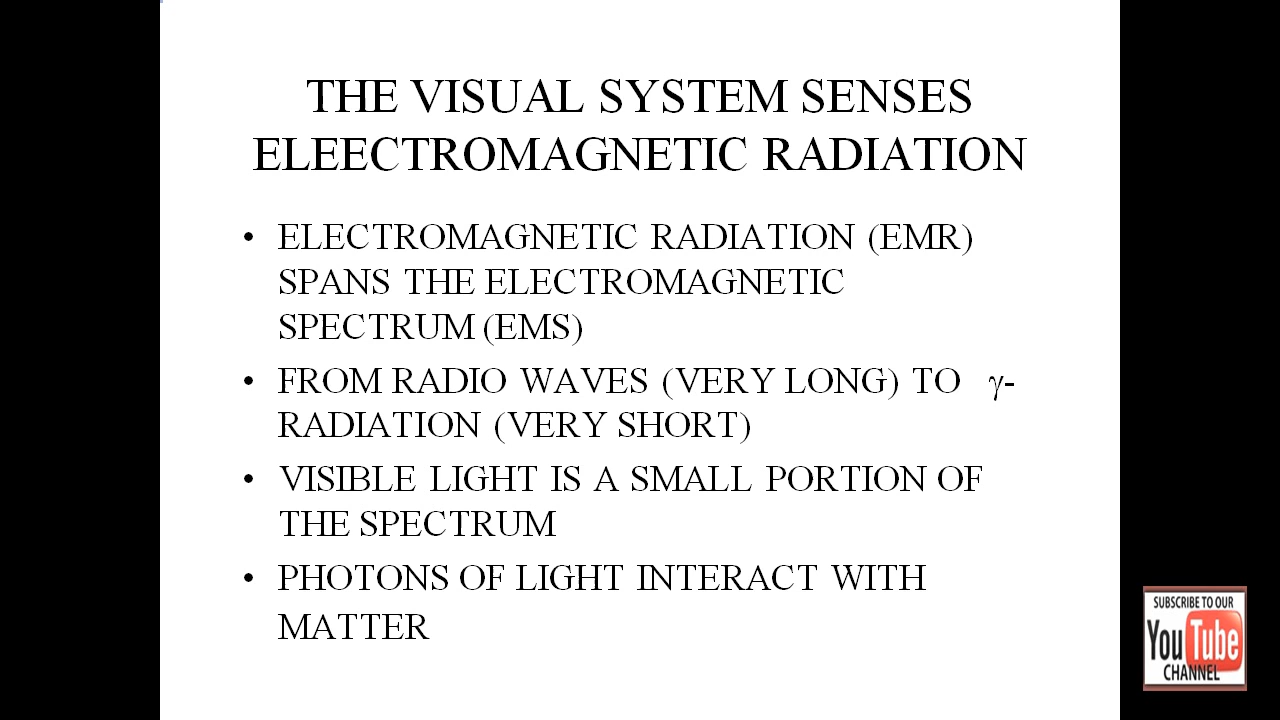 THE VISUAL SYSTEM SENSES
ELEECTROMAGNETIC RADIATION
• ELECTROMAGNETIC RADIATION (EMR)
SPANS THE ELECTROMAGNETIC
SPECTRUM (EMS)
• FROM RADIO WAVES (VERY LONG) TO γ-
RADIATION (VERY SHORT)
• VISIBLE LIGHT IS A SMALL PORTION OF
THE SPECTRUM
• PHOTONS OF LIGHT INTERACT WITH
MATTER
SUBSCRIBE TO OUR
YouTube
CHANNEL